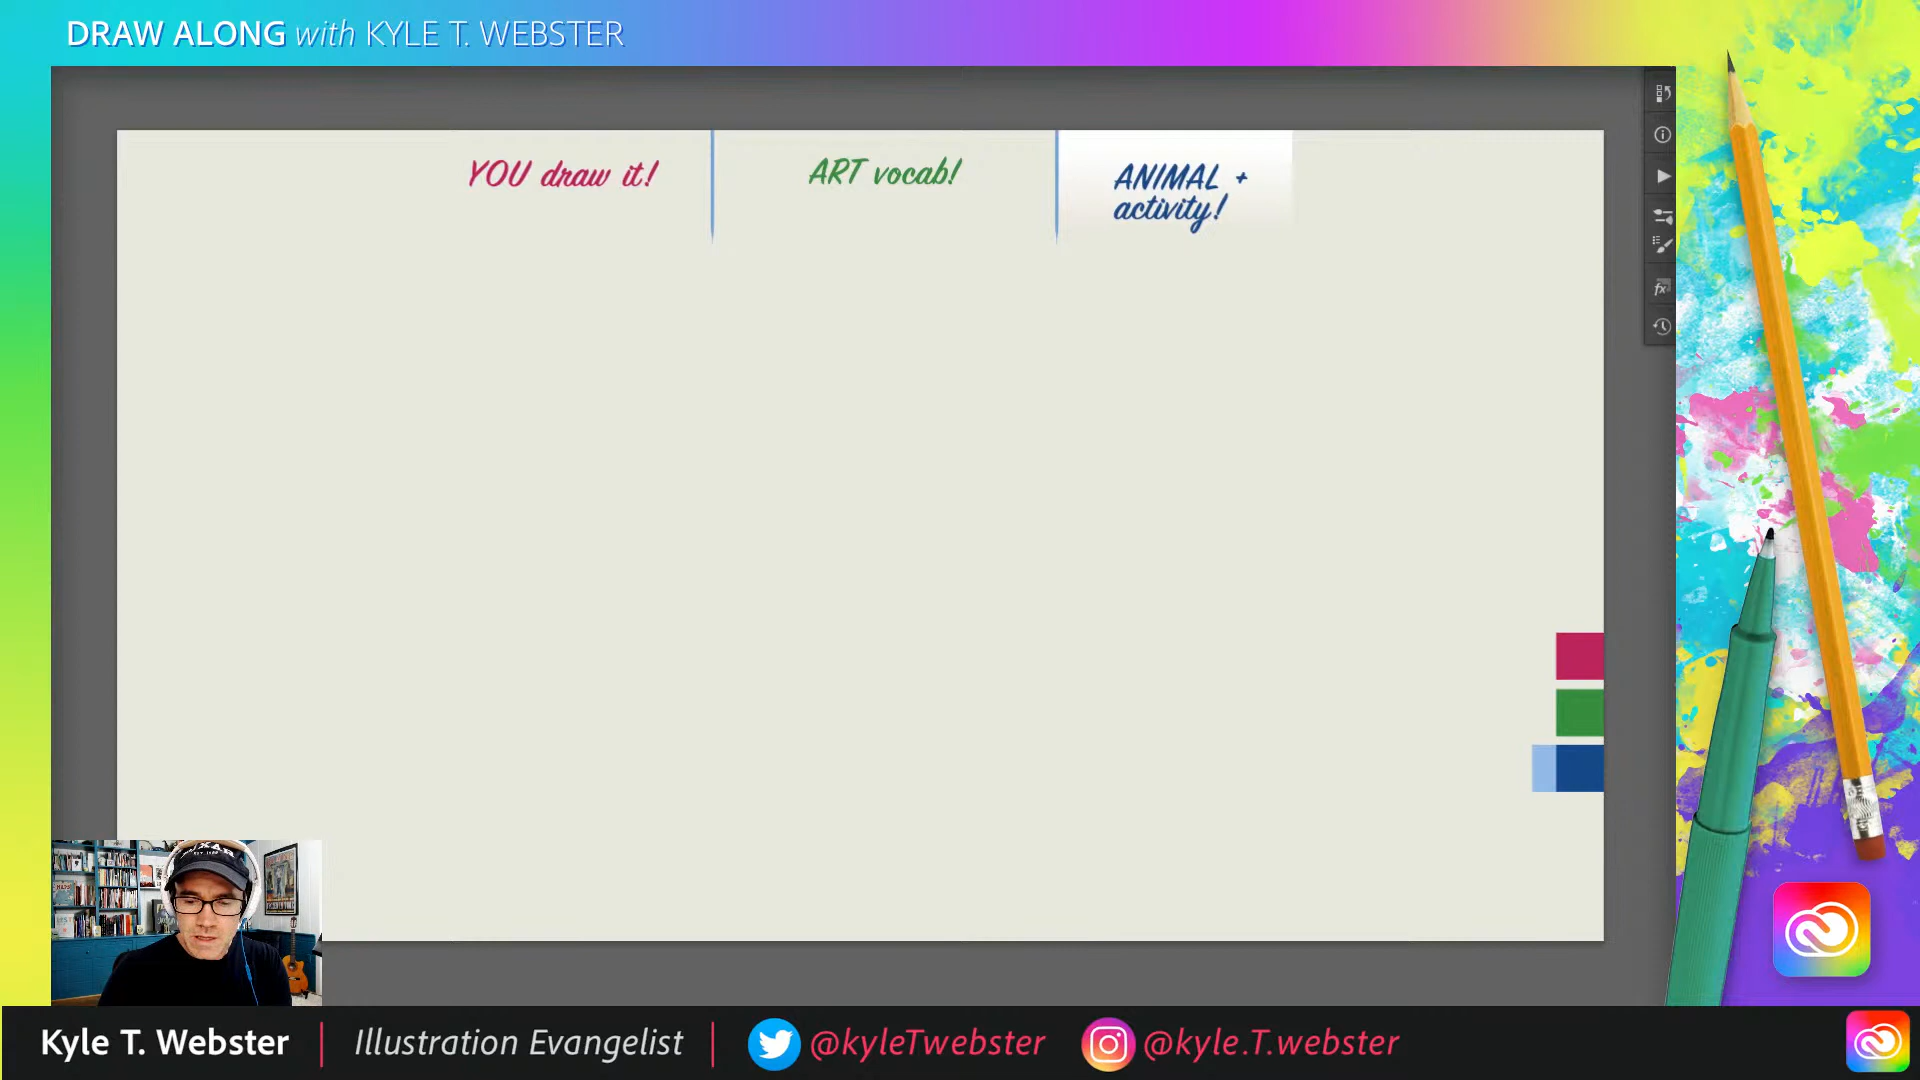 DRAW ALONG with KYLE T. WEBSTER
YOU draw it!
ART vocab!
ANIMAL +
activity!
fx
Kyle T. Webster | Illustration Evangelist | @kyleTwebster @kyle.T.webster